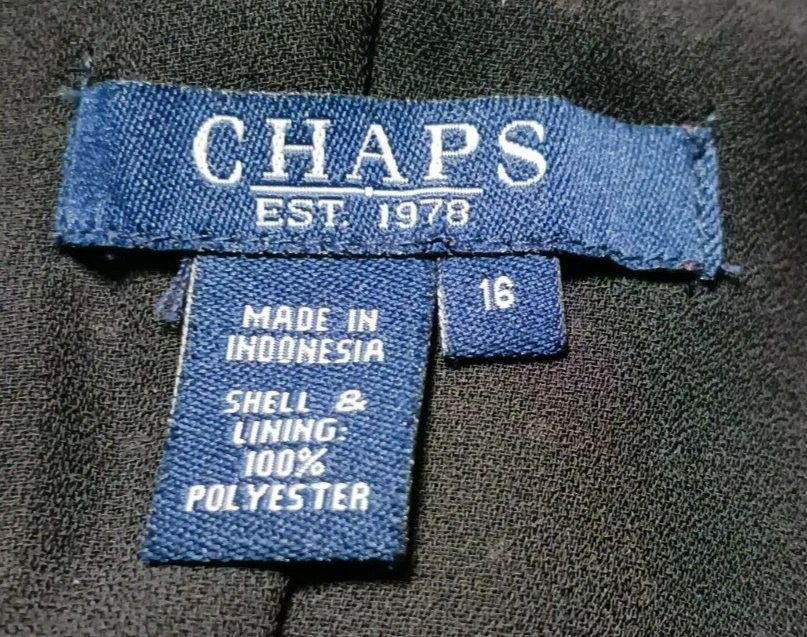 CHAPS
EST. 1978
16
MADE IN
INDONESIA
SHELL &
LINING:
100%
POLYESTER